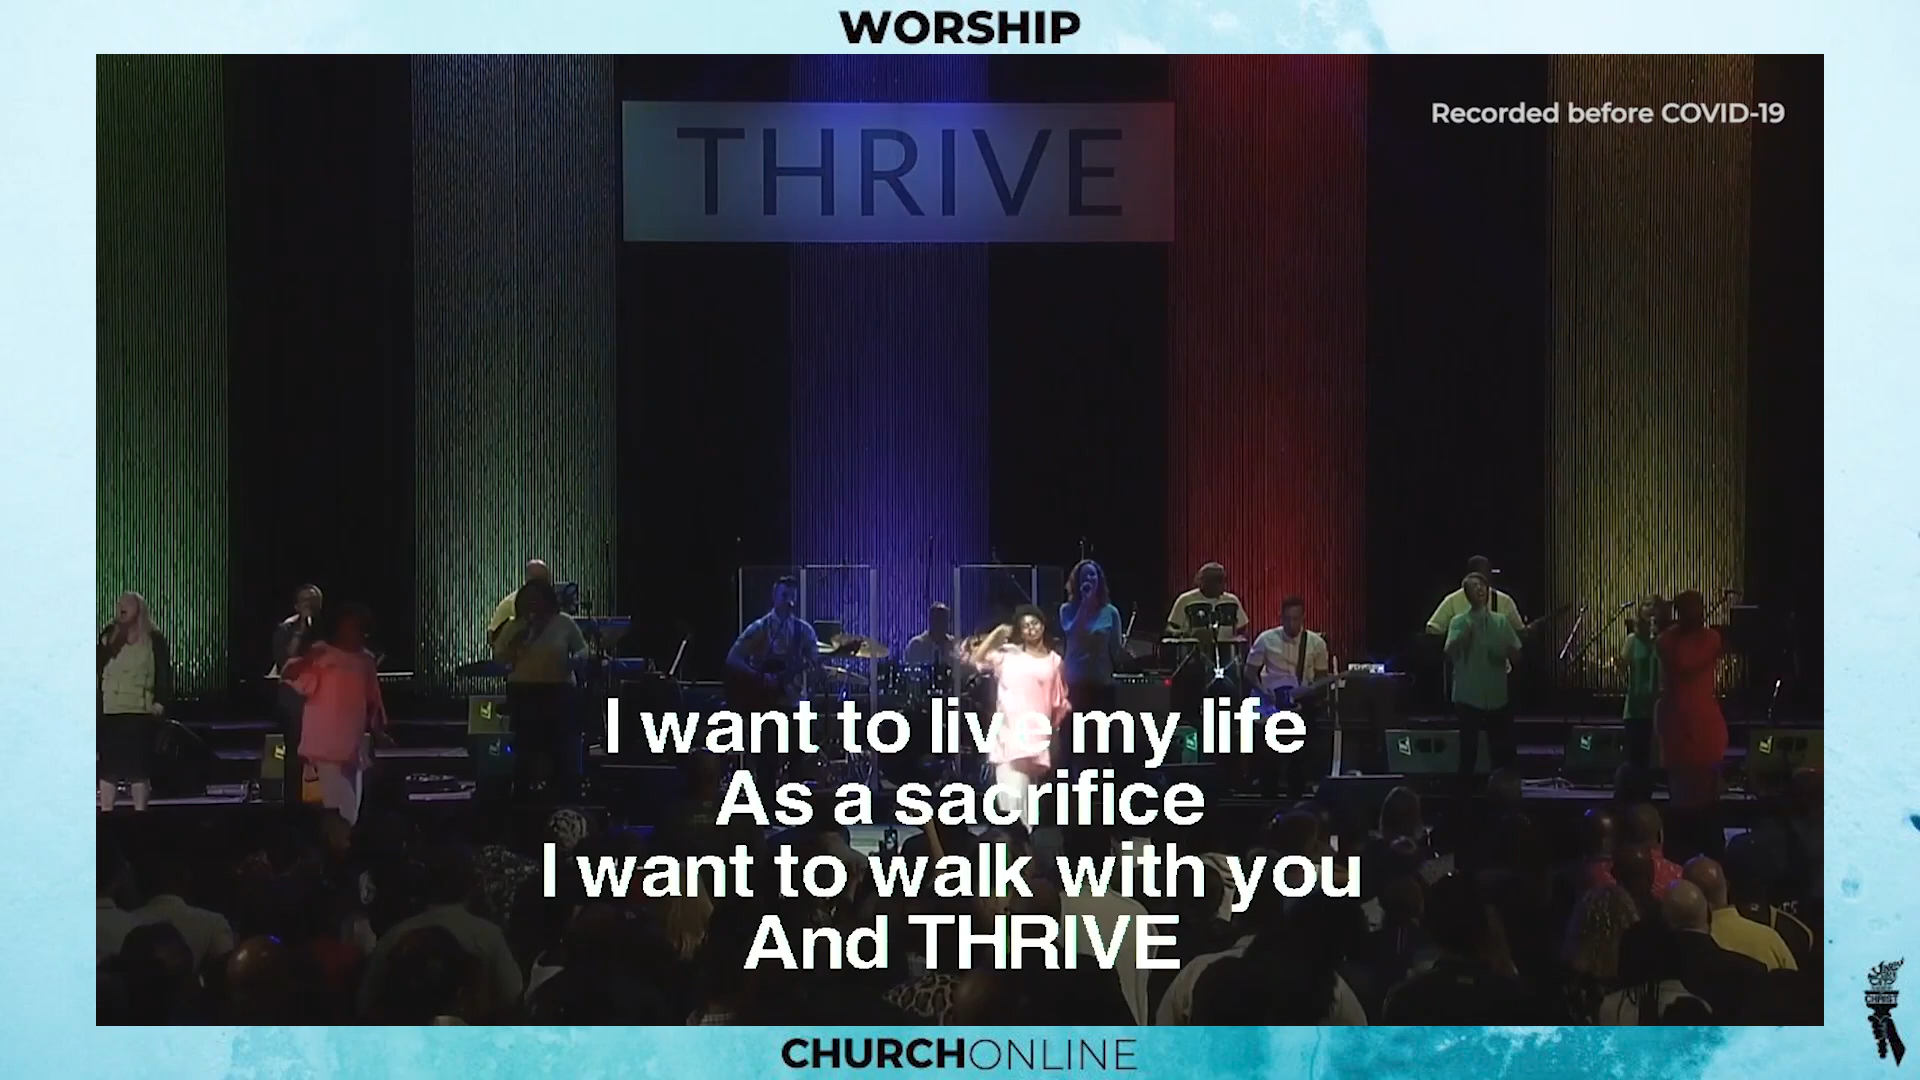 WORSHIP
THRIVE
Recorded before COVID-19
I want to live my life
As a sacrifice
I want to walk with you
And THRIVE
CHURCHONLINE
CHRIST